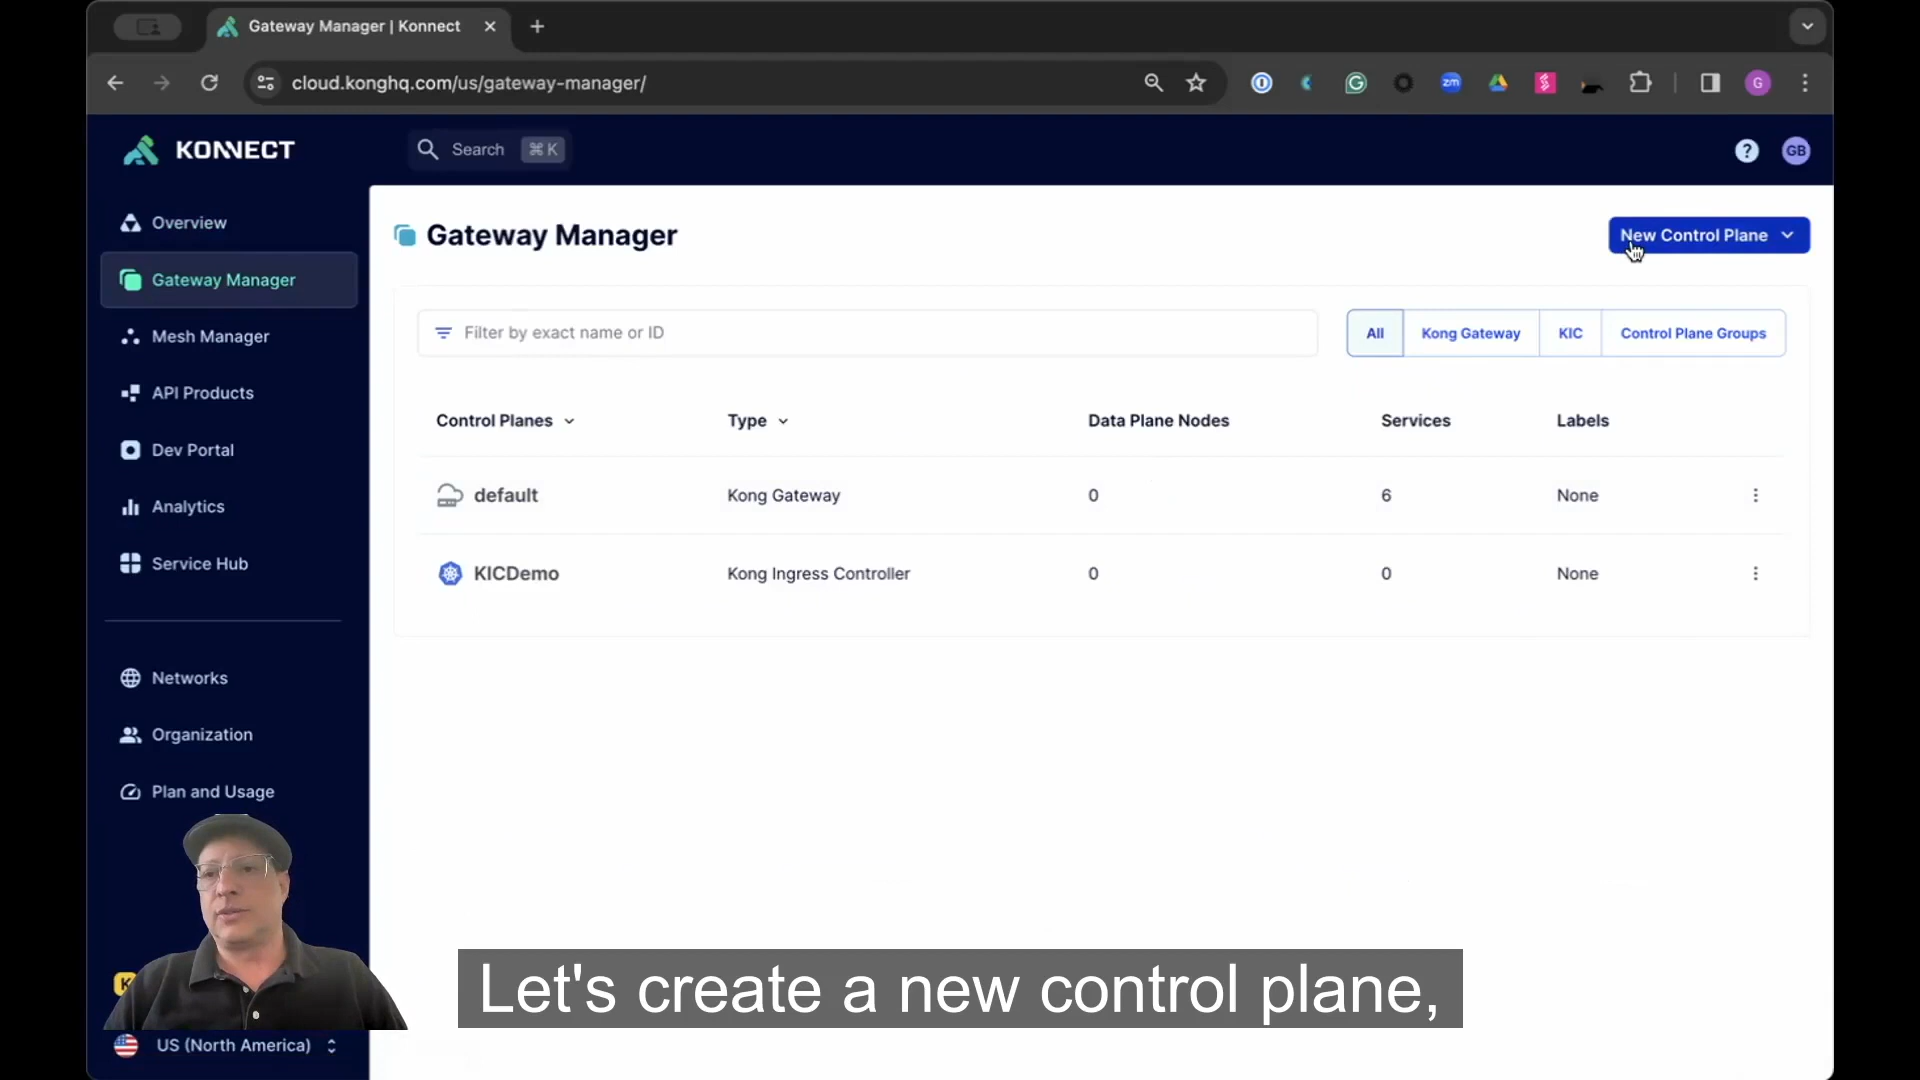 Gateway Manager | Konnect
cloud.konghq.com/us/gateway-manager/
zm
G
KONNECT
Search ⌘ K
?
GB
Overview
Gateway Manager
Mesh Manager
API Products
Dev Portal
Analytics
Service Hub
Networks
Organization
Plan and Usage
K
US (North America)
Gateway Manager
New Control Plane
Filter by exact name or ID
All
Kong Gateway
KIC
Control Plane Groups
Control Planes Type Data Plane Nodes Services Labels
default Kong Gateway 0 6 None
KICDemo Kong Ingress Controller 0 0 None
Let's create a new control plane,